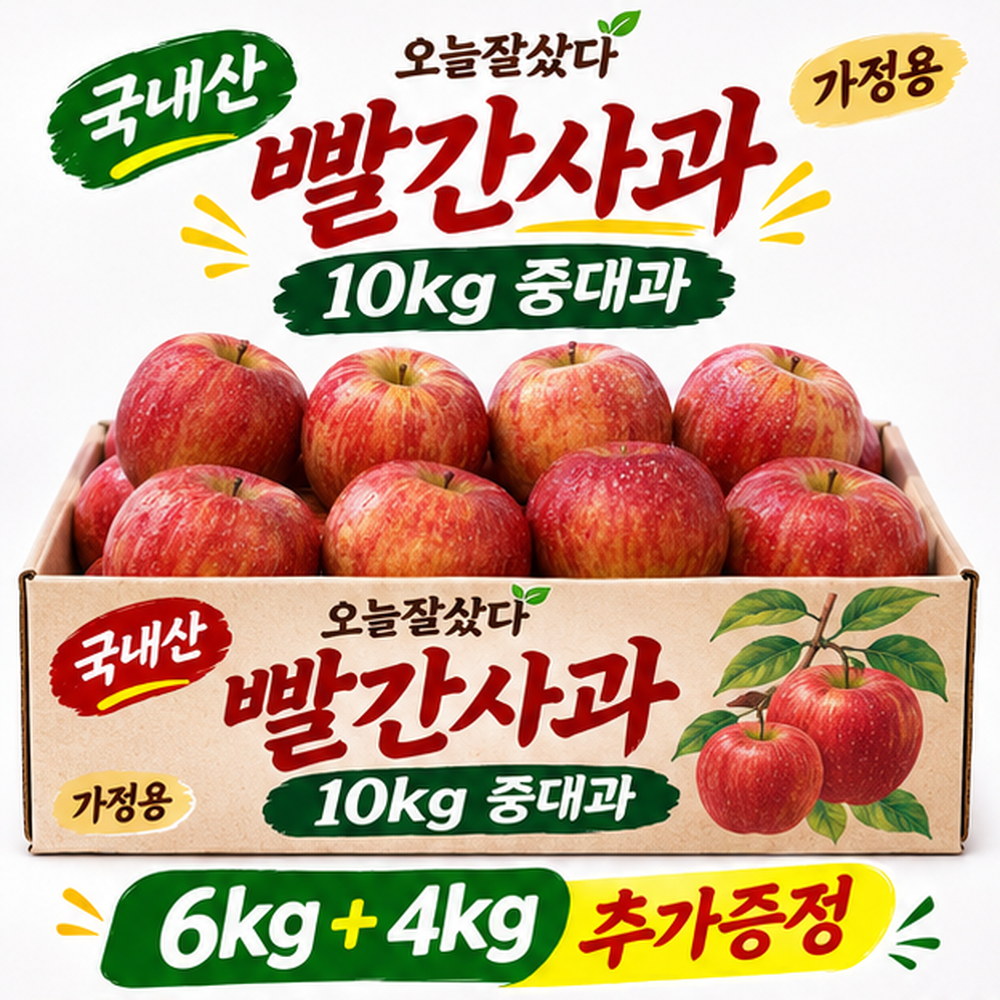 국내산
오늘잘샀다
가정용
빨간사과
10kg 중대과
오늘잘샀다
국내산
빨간사과
가정용
10kg 중대과
6kg + 4kg 추가증정